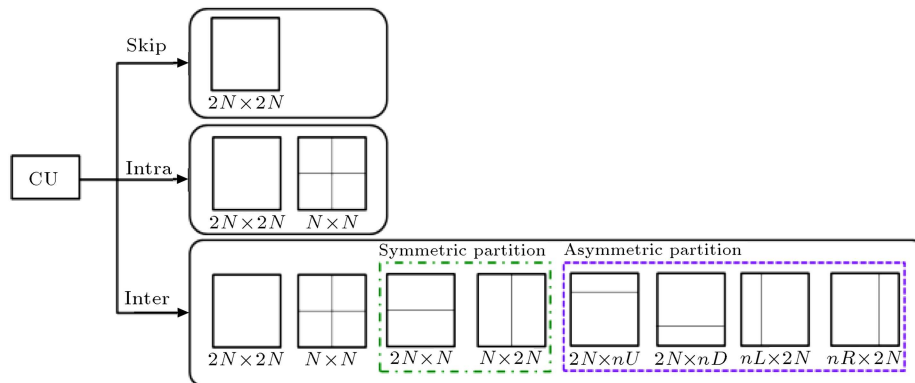 Skip
2N×2N
CU
Intra
2N×2N N×N
Symmetric partition Asymmetric partition
Inter
2N×2N N×N 2N×N N×2N 2N×nU 2N×nD nL×2N nR×2N